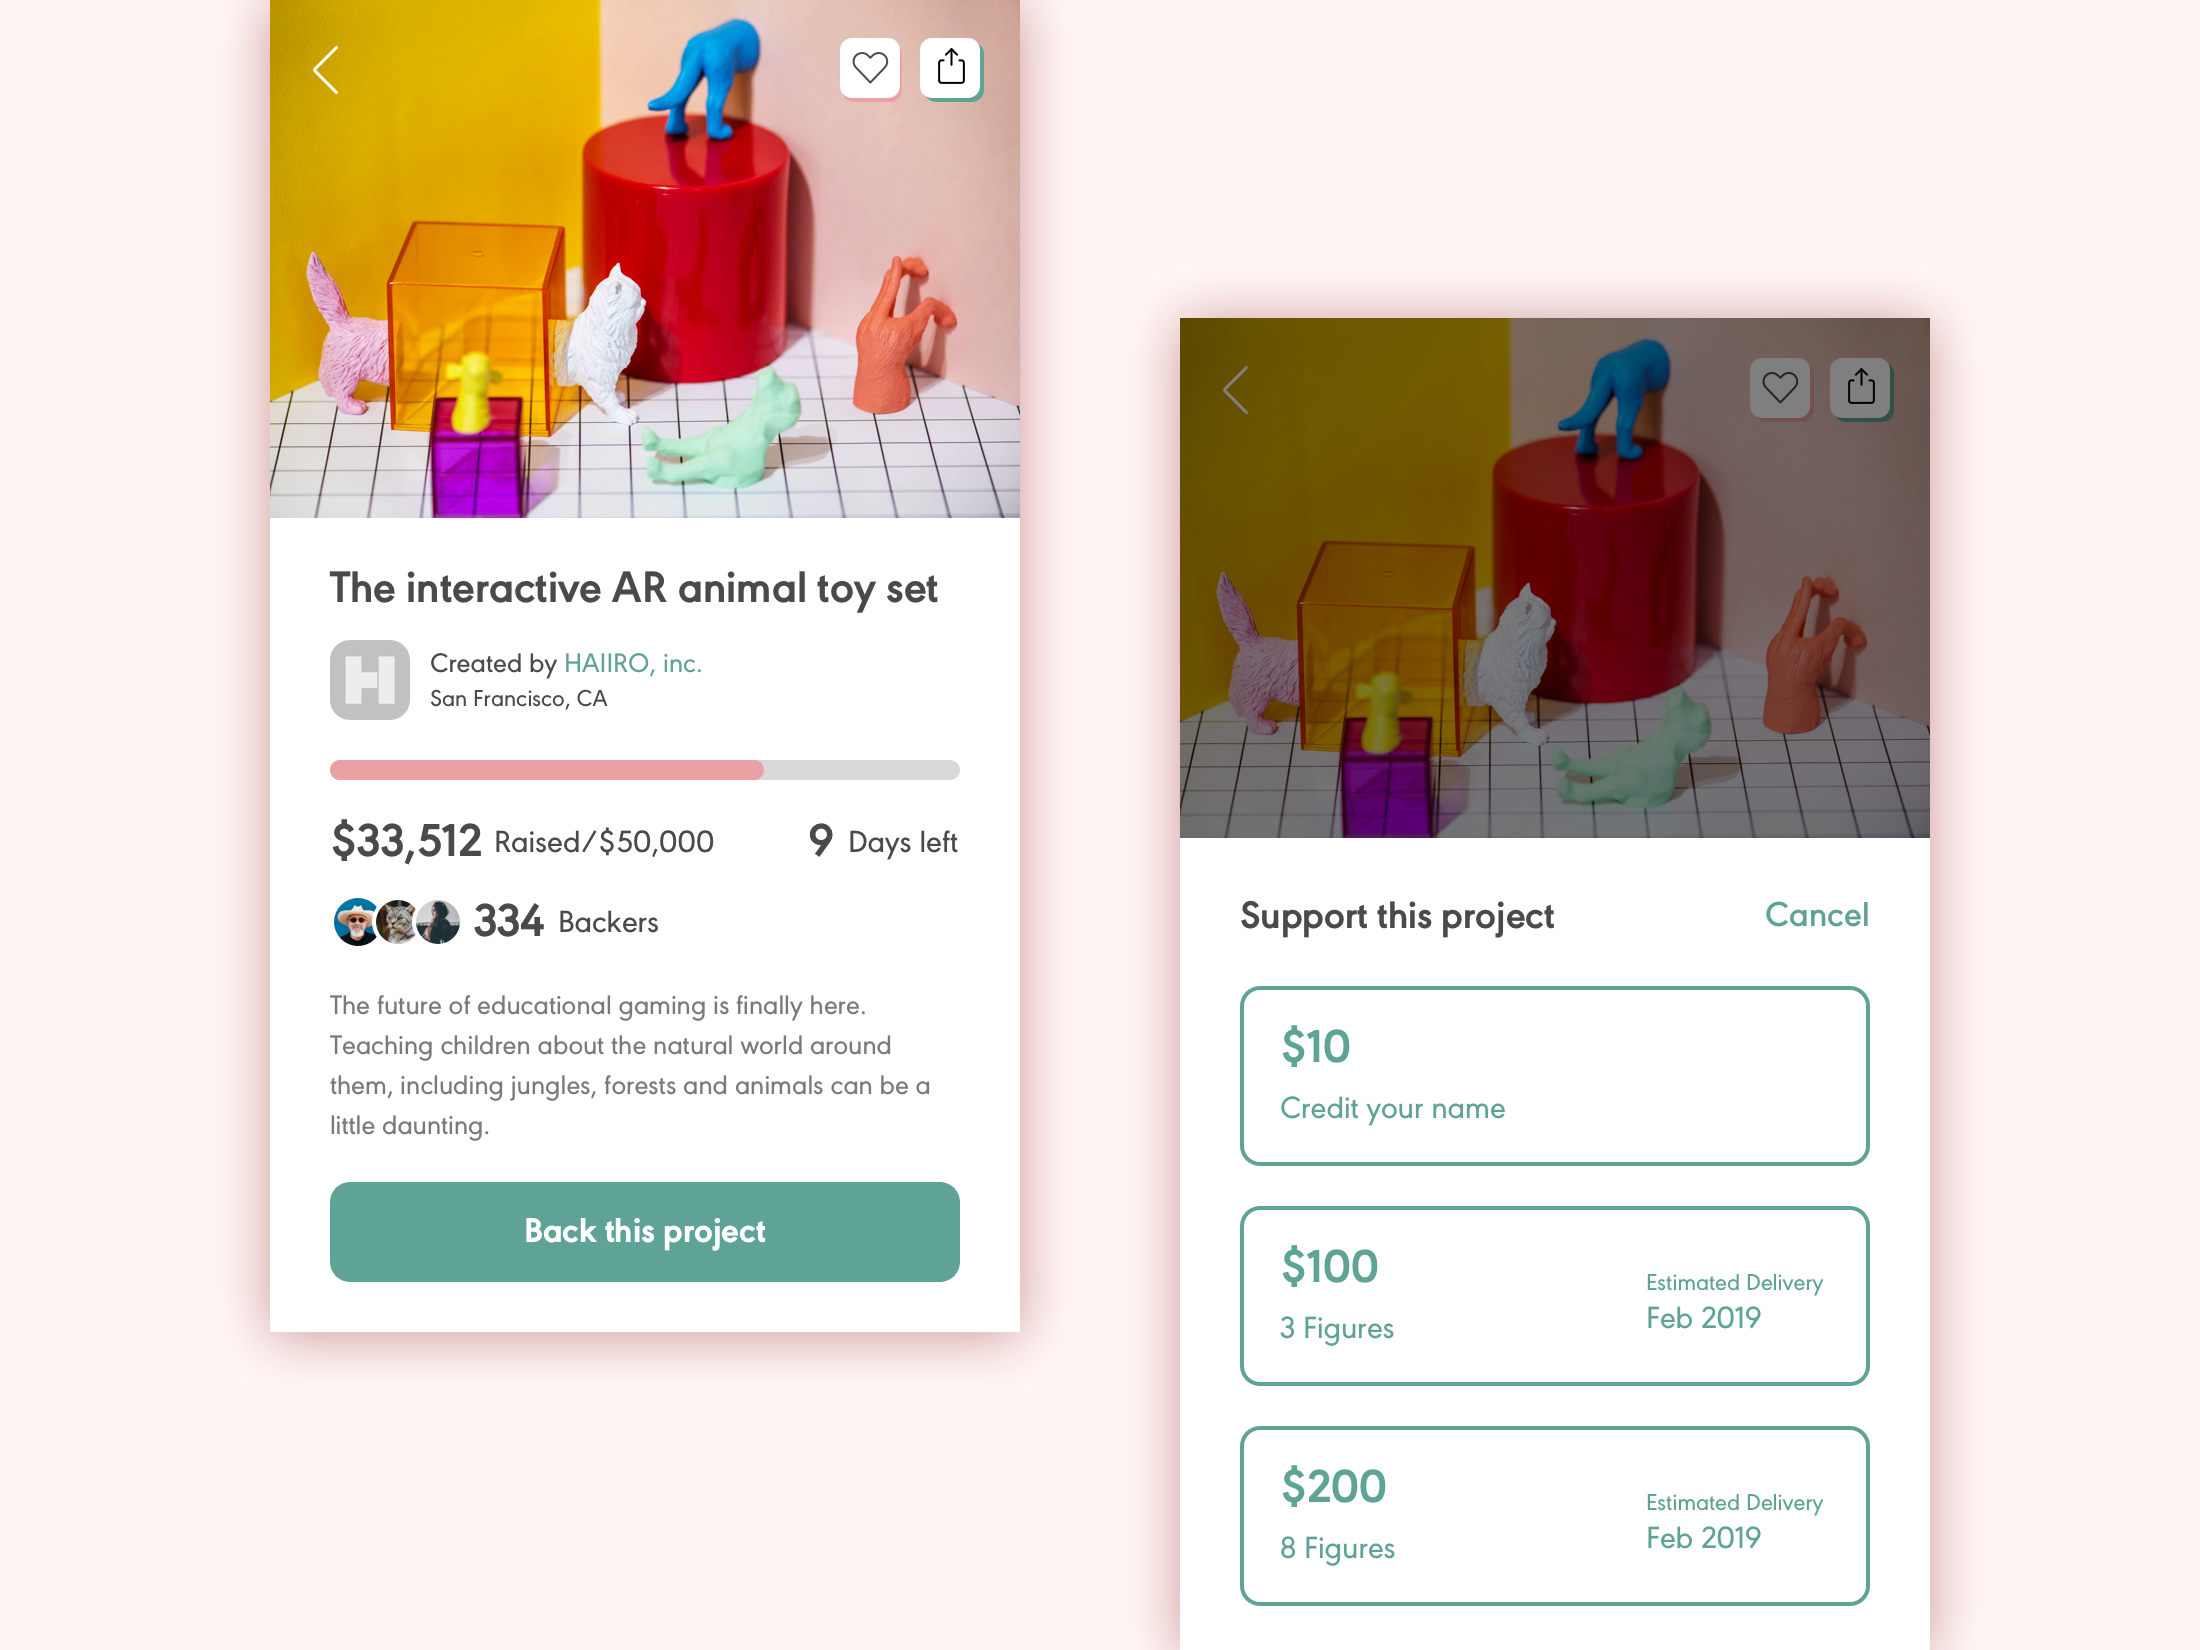 The interactive AR animal toy set
H
Created by HAIIRO, inc.
San Francisco, CA
$33,512 Raised/$50,000
9 Days left
334 Backers
The future of educational gaming is finally here.
Teaching children about the natural world around
them, including jungles, forests and animals can be a
little daunting.
Back this project
Support this project
Cancel
$10
Credit your name
$100
3 Figures
Estimated Delivery
Feb 2019
$200
8 Figures
Estimated Delivery
Feb 2019